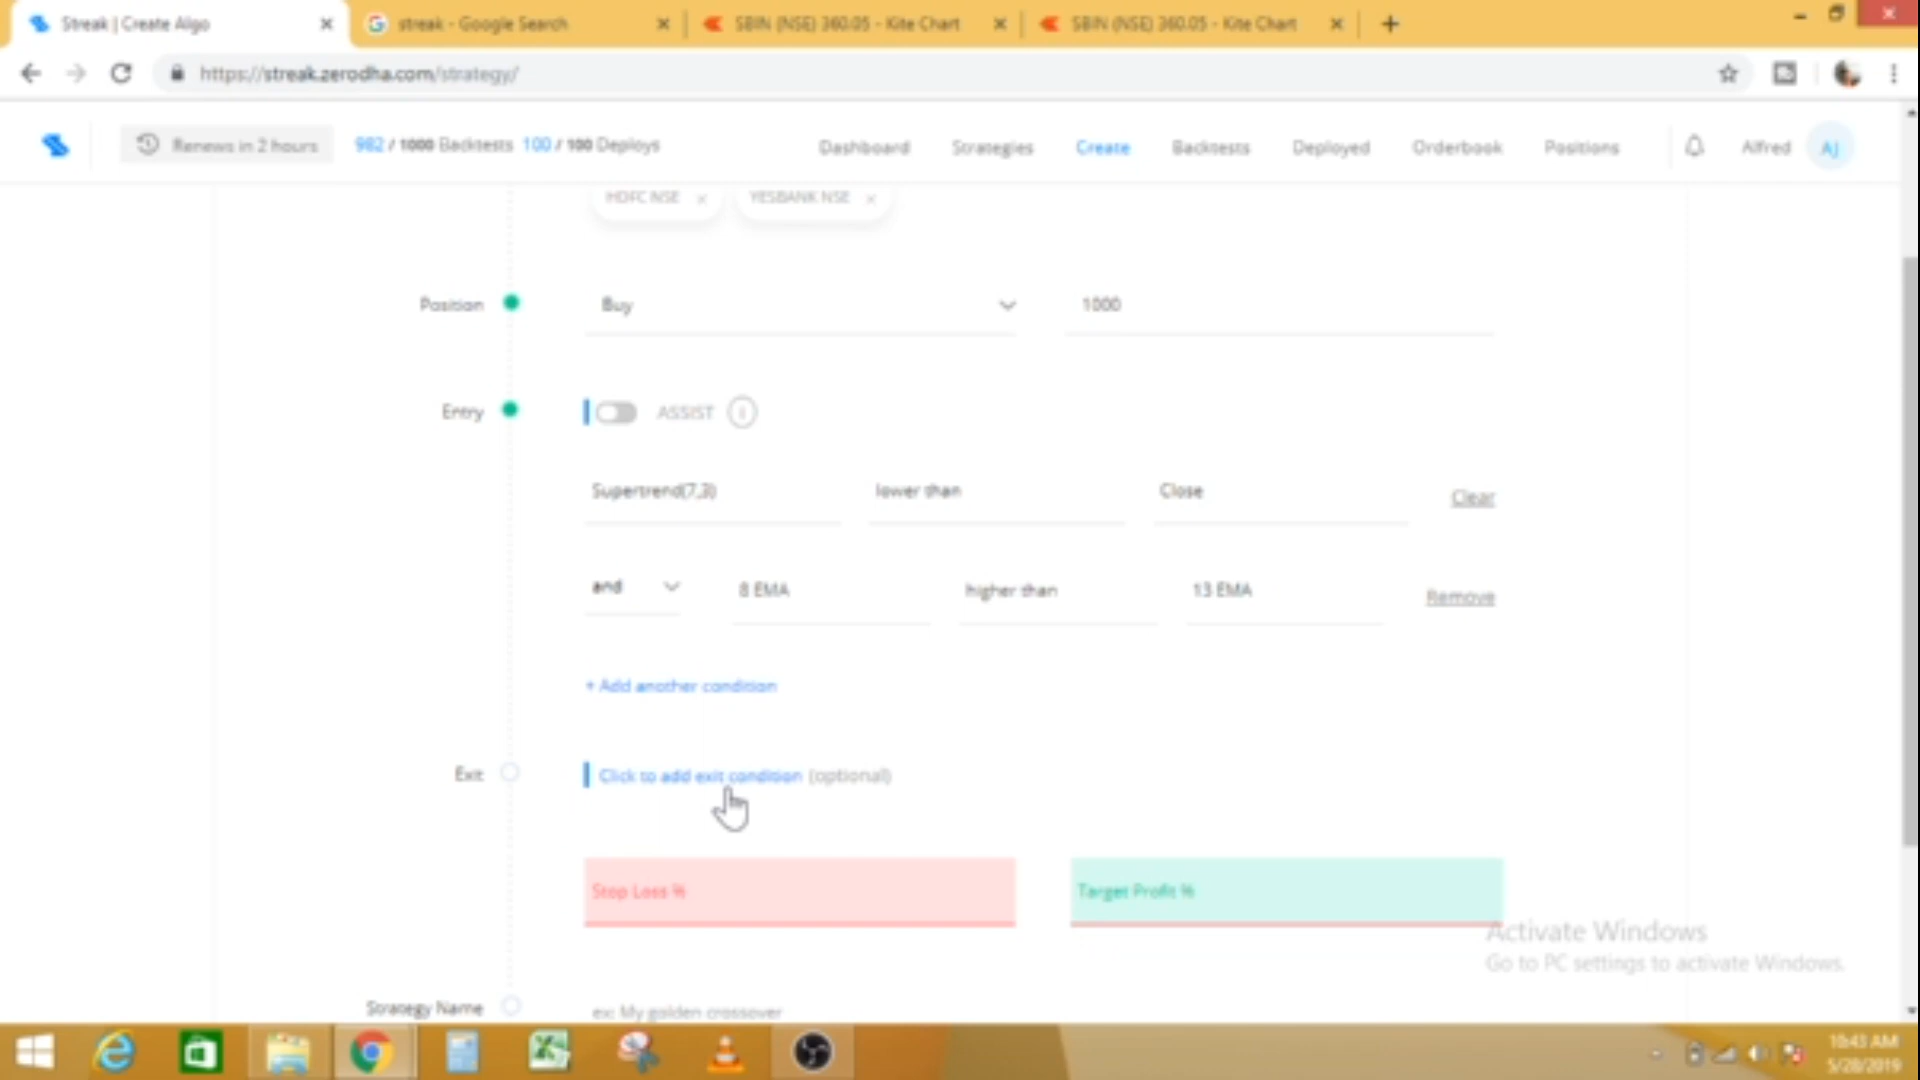 Streak | Create Algo
streak - Google Search
SBIN (NSE) 360.05 - Kite Chart
SBIN (NSE) 360.05 - Kite Chart
https://streak.zerodha.com/strategy/
Renews in 2 hours
982 / 1000 Backtests 100 / 100 Deploys
Dashboard
Strategies
Create
Backtests
Deployed
Orderbook
Positions
Alfred
AJ
HDFC NSE
YESBANK NSE
Position
Buy
1000
Entry
ASSIST
Supertrend(7,3)
lower than
Close
Clear
and
8 EMA
higher than
13 EMA
Remove
+ Add another condition
Exit
Click to add exit condition (optional)
Stop Loss %
Target Profit %
Activate Windows
Go to PC settings to activate Windows.
Strategy Name
ex: My golden crossover
10:43 AM
5/28/2019